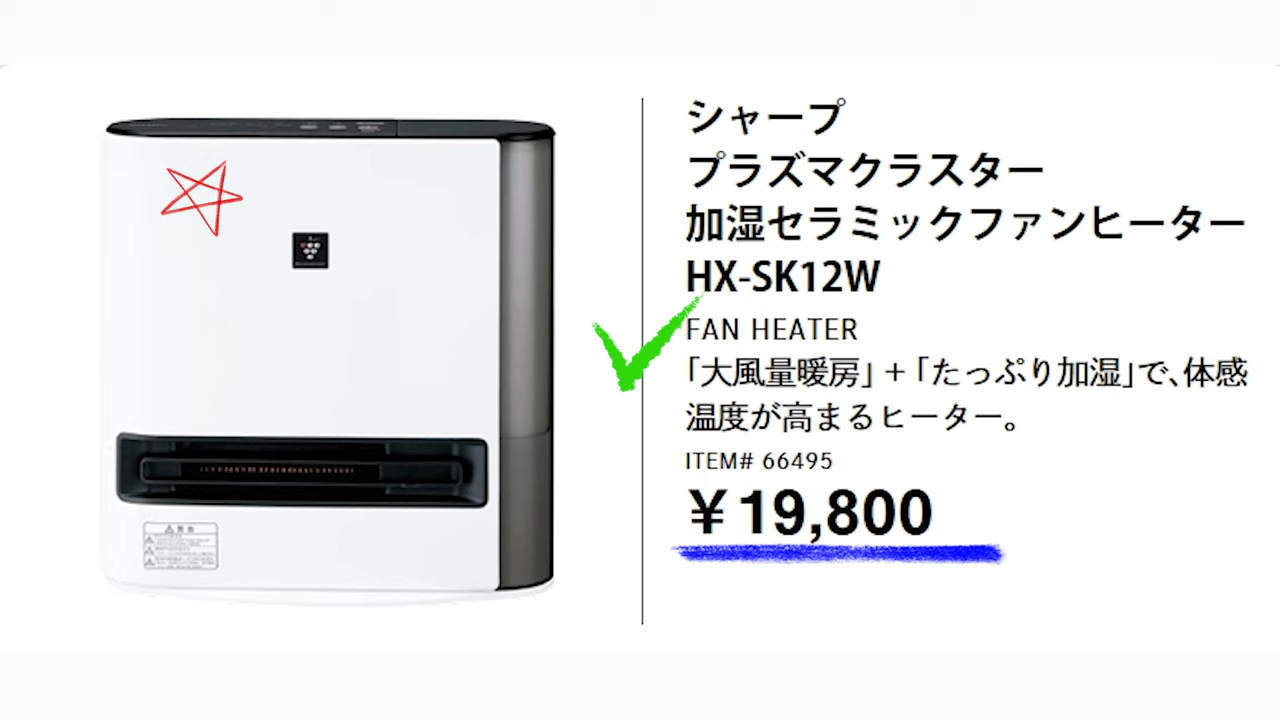 シャープ
プラズマクラスター
加湿セラミックファンヒーター
HX-SK12W
FAN HEATER
「大風量暖房」+「たっぷり加湿」で、体感
温度が高まるヒーター。
ITEM# 66495
¥19,800